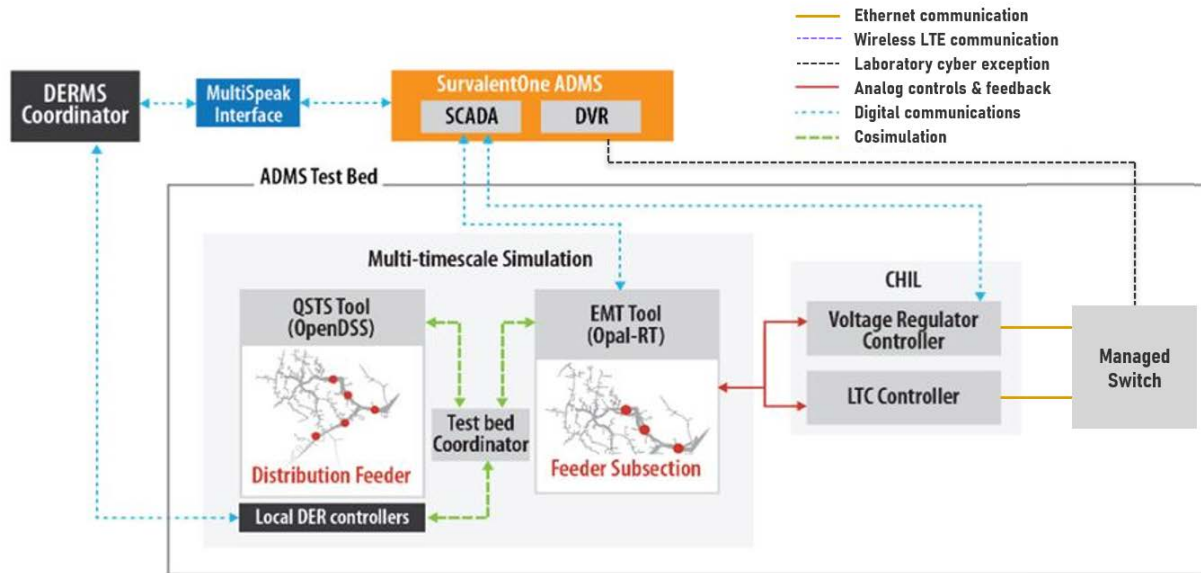 Ethernet communication
Wireless LTE communication
Laboratory cyber exception
Analog controls & feedback
Digital communications
Cosimulation
DERMS
Coordinator
MultiSpeak
Interface
SurvalentOne ADMS
SCADA
DVR
ADMS Test Bed
Multi-timescale Simulation
QSTS Tool
(OpenDSS)
Distribution Feeder
Test bed
Coordinator
EMT Tool
(Opal-RT)
Feeder Subsection
Local DER controllers
CHIL
Voltage Regulator
Controller
LTC Controller
Managed
Switch